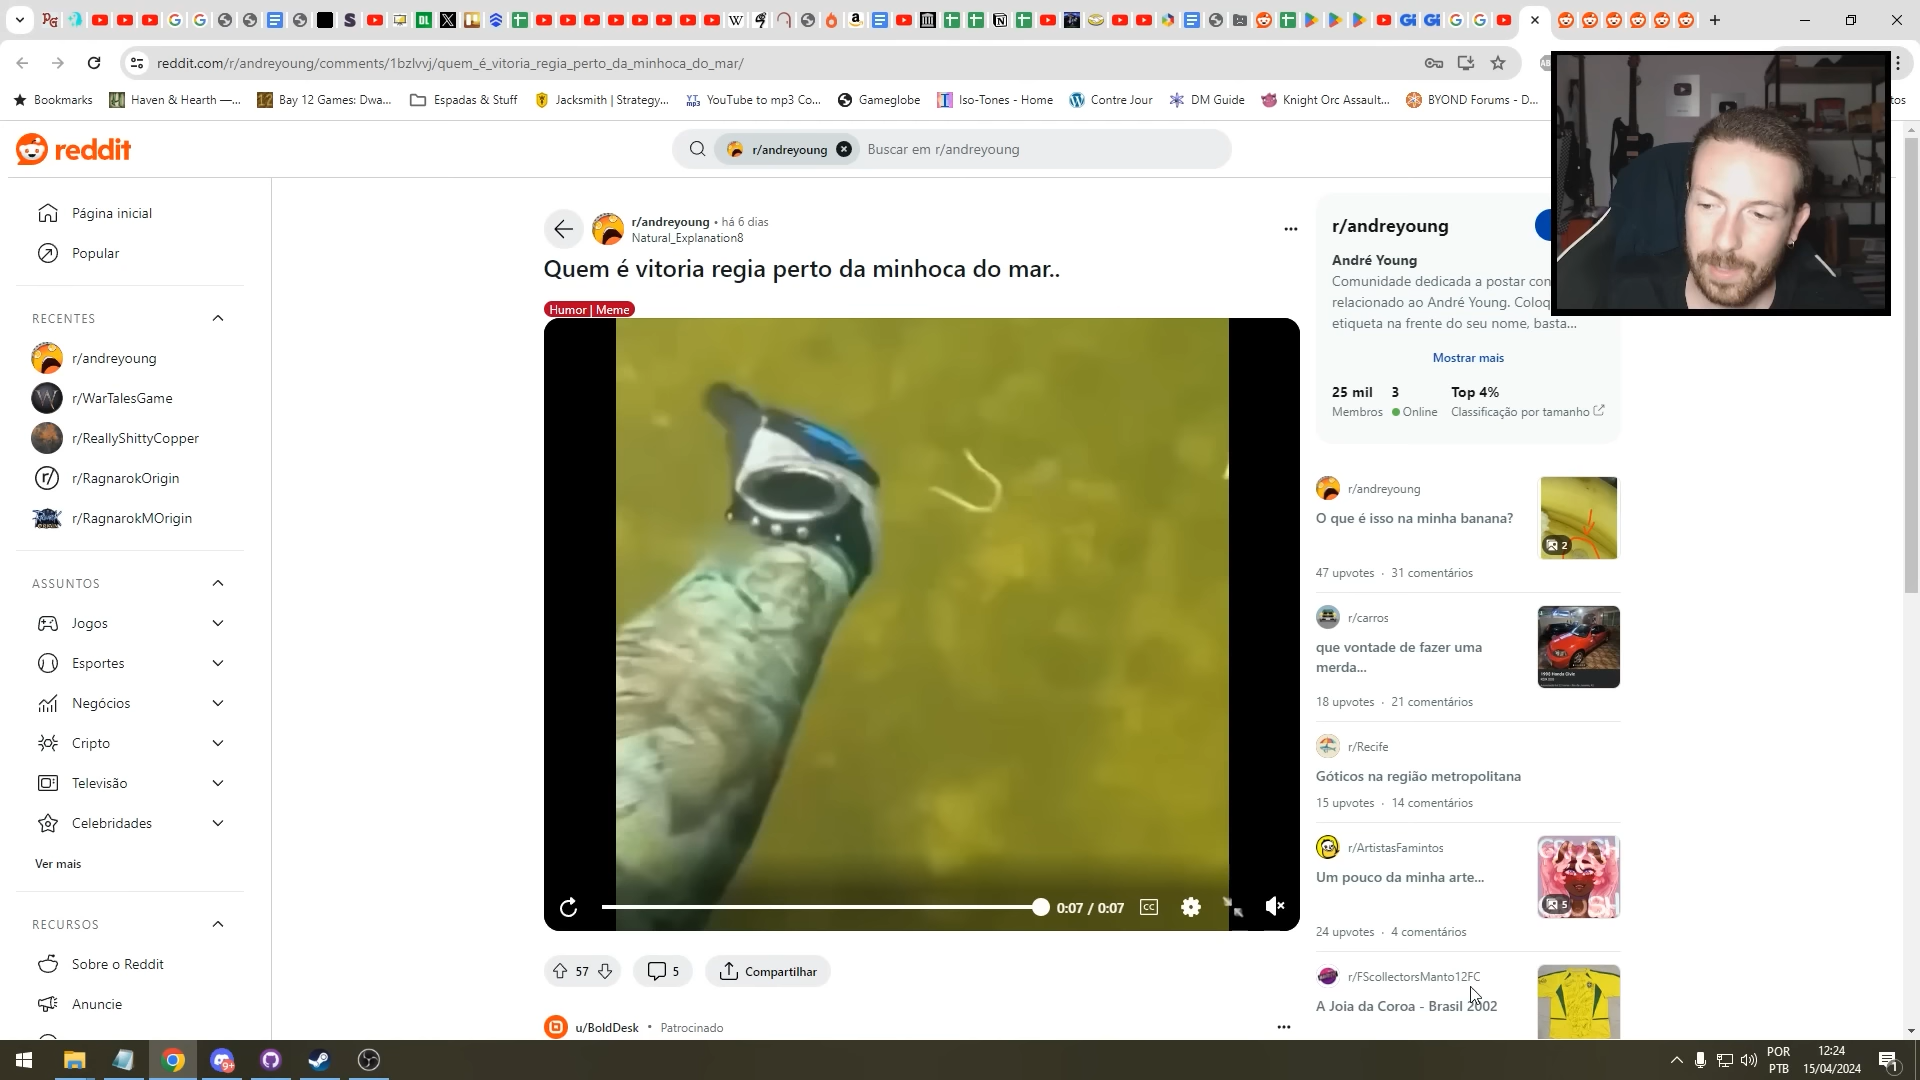 reddit.com/r/andreyoung/comments/1bzlvvj/quem_é_vitoria_regia_perto_da_minhoca_do_mar/
Bookmarks
Haven & Hearth —...
Bay 12 Games: Dwa...
Espadas & Stuff
Jacksmith | Strategy...
YouTube to mp3 Co...
Gameglobe
Iso-Tones - Home
Contre Jour
DM Guide
Knight Orc Assault...
BYOND Forums - D...
reddit
r/andreyoung
Buscar em r/andreyoung
Página inicial
Popular
RECENTES
r/andreyoung
r/WarTalesGame
r/ReallyShittyCopper
r/RagnarokOrigin
r/RagnarokMOrigin
ASSUNTOS
Jogos
Esportes
Negócios
Cripto
Televisão
Celebridades
Ver mais
RECURSOS
Sobre o Reddit
Anuncie
r/andreyoung • há 6 dias
Natural_Explanation8
Quem é vitoria regia perto da minhoca do mar..
Humor | Meme
0:07 / 0:07
CC
57
5
Compartilhar
u/BoldDesk • Patrocinado
r/andreyoung
André Young
Comunidade dedicada a postar con
relacionado ao André Young. Coloq
etiqueta na frente do seu nome, basta...
Mostrar mais
25 mil 3 Top 4%
Membros Online Classificação por tamanho
r/andreyoung
O que é isso na minha banana?
2
47 upvotes · 31 comentários
r/carros
que vontade de fazer uma
merda...
18 upvotes · 21 comentários
r/Recife
Góticos na região metropolitana
15 upvotes · 14 comentários
r/ArtistasFamintos
Um pouco da minha arte...
5
24 upvotes · 4 comentários
r/FScollectorsManto12FC
A Joia da Coroa - Brasil 2002
9+
POR
PTB
12:24
15/04/2024
1